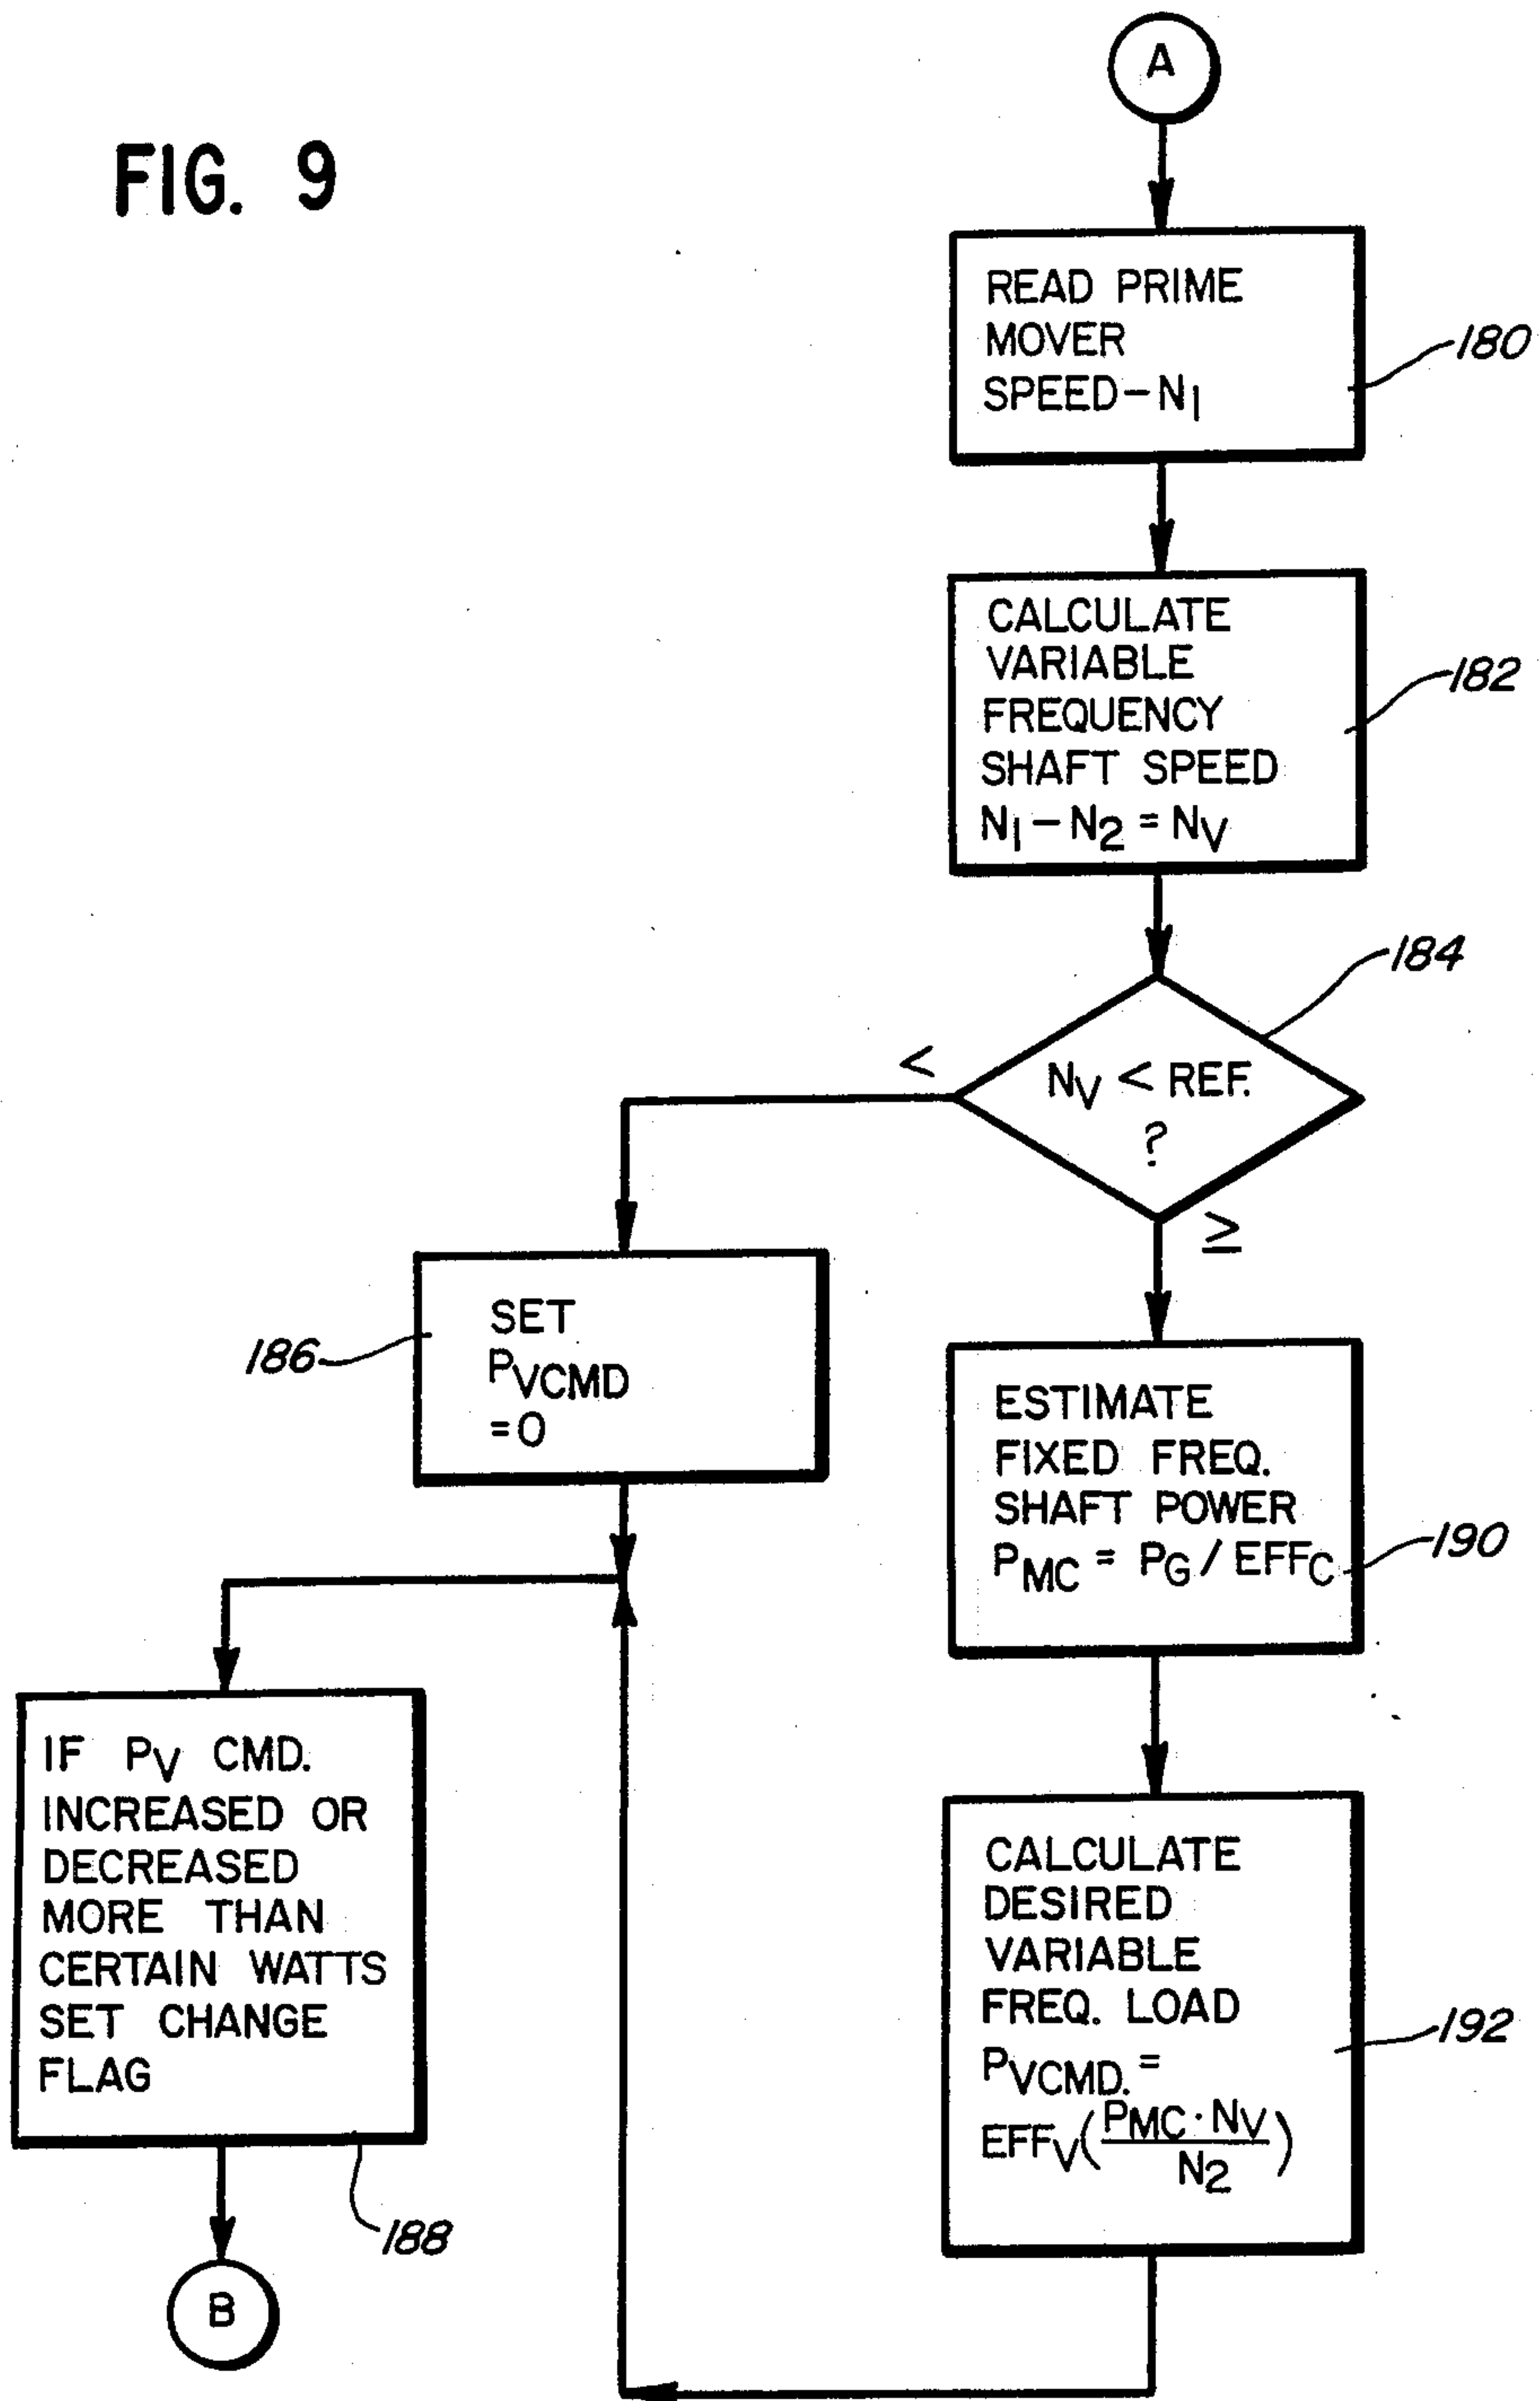 FIG. 9
A
READ PRIME
MOVER
SPEED-N1
180
CALCULATE
VARIABLE
FREQUENCY
SHAFT SPEED
N1-N2=NV
182
184
NV < REF.
?
<
≥
SET
PVCMD
=0
186
ESTIMATE
FIXED FREQ.
SHAFT POWER
PMC = PG / EFFC
190
IF PV CMD.
INCREASED OR
DECREASED
MORE THAN
CERTAIN WATTS
SET CHANGE
FLAG
188
B
CALCULATE
DESIRED
VARIABLE
FREQ. LOAD
PVCMD. =
EFFV(PMC · NV
N2)
192